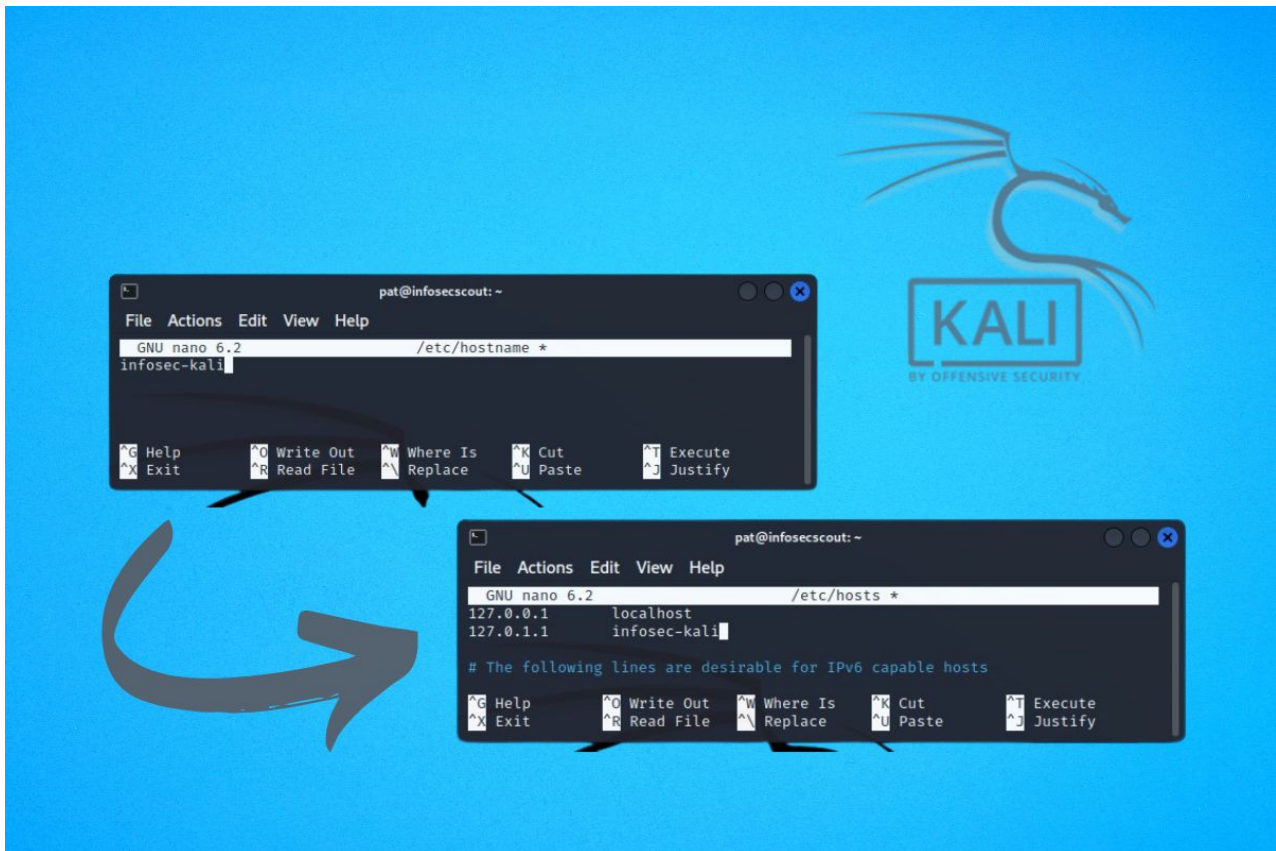 KALI
BY OFFENSIVE SECURITY
pat@infosecscout: ~
File Actions Edit View Help
GNU nano 6.2 /etc/hostname *
infosec-kali
^G Help ^O Write Out ^W Where Is ^K Cut ^T Execute
^X Exit ^R Read File ^\ Replace ^U Paste ^J Justify
pat@infosecscout: ~
File Actions Edit View Help
GNU nano 6.2 /etc/hosts *
127.0.0.1 localhost
127.0.1.1 infosec-kali
# The following lines are desirable for IPv6 capable hosts
^G Help ^O Write Out ^W Where Is ^K Cut ^T Execute
^X Exit ^R Read File ^\ Replace ^U Paste ^J Justify